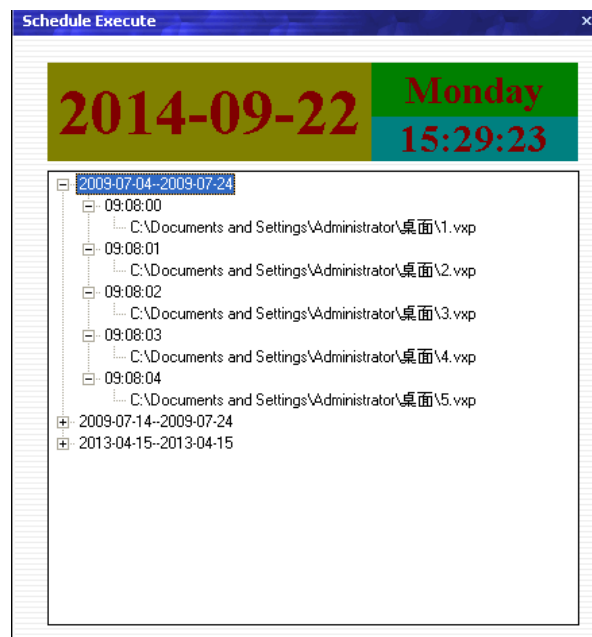 Schedule Execute
2014-09-22
Monday
15:29:23
2009-07-04--2009-07-24
09:08:00
C:\Documents and Settings\Administrator\桌面\1.vxp
09:08:01
C:\Documents and Settings\Administrator\桌面\2.vxp
09:08:02
C:\Documents and Settings\Administrator\桌面\3.vxp
09:08:03
C:\Documents and Settings\Administrator\桌面\4.vxp
09:08:04
C:\Documents and Settings\Administrator\桌面\5.vxp
2009-07-14--2009-07-24
2013-04-15--2013-04-15